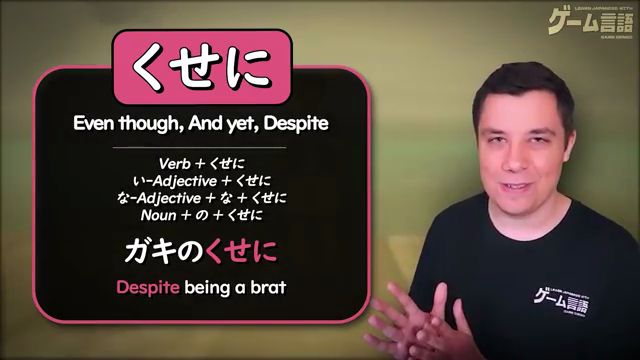 くせに
Even though, And yet, Despite
Verb + くせに
い-Adjective + くせに
な-Adjective + な + くせに
Noun + の + くせに
ガキのくせに
Despite being a brat
LEARN JAPANESE WITH
ゲーム言語
GAME GENGO
LEARN JAPANESE WITH
ゲーム言語
GAME GENGO